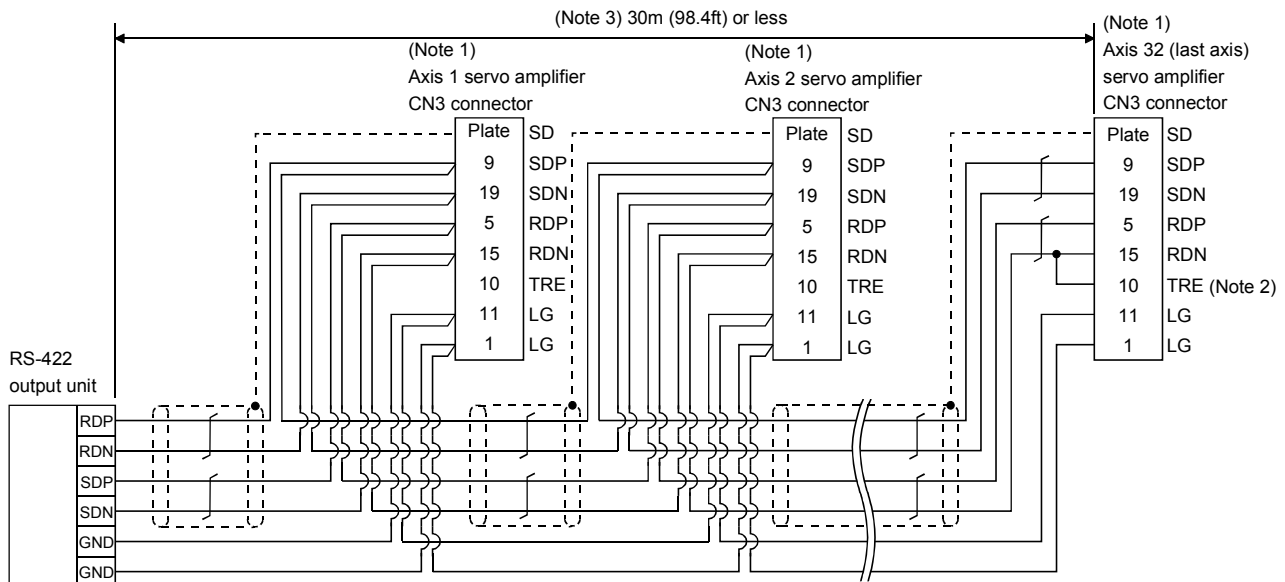 (Note 3) 30m (98.4ft) or less
(Note 1)
Axis 1 servo amplifier
CN3 connector
Plate SD
9 SDP
19 SDN
5 RDP
15 RDN
10 TRE
11 LG
1 LG
(Note 1)
Axis 2 servo amplifier
CN3 connector
Plate SD
9 SDP
19 SDN
5 RDP
15 RDN
10 TRE
11 LG
1 LG
(Note 1)
Axis 32 (last axis)
servo amplifier
CN3 connector
Plate SD
9 SDP
19 SDN
5 RDP
15 RDN
10 TRE (Note 2)
11 LG
1 LG
RS-422
output unit
RDP
RDN
SDP
SDN
GND
GND